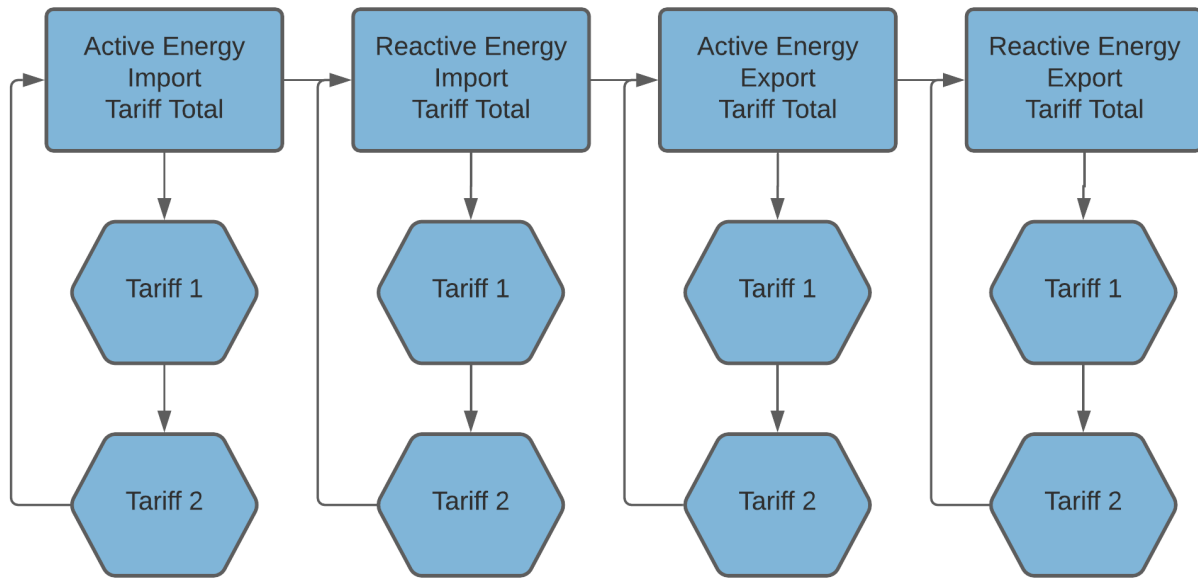 Active Energy
Import
Tariff Total
Reactive Energy
Import
Tariff Total
Active Energy
Export
Tariff Total
Reactive Energy
Export
Tariff Total
Tariff 1
Tariff 1
Tariff 1
Tariff 1
Tariff 2
Tariff 2
Tariff 2
Tariff 2